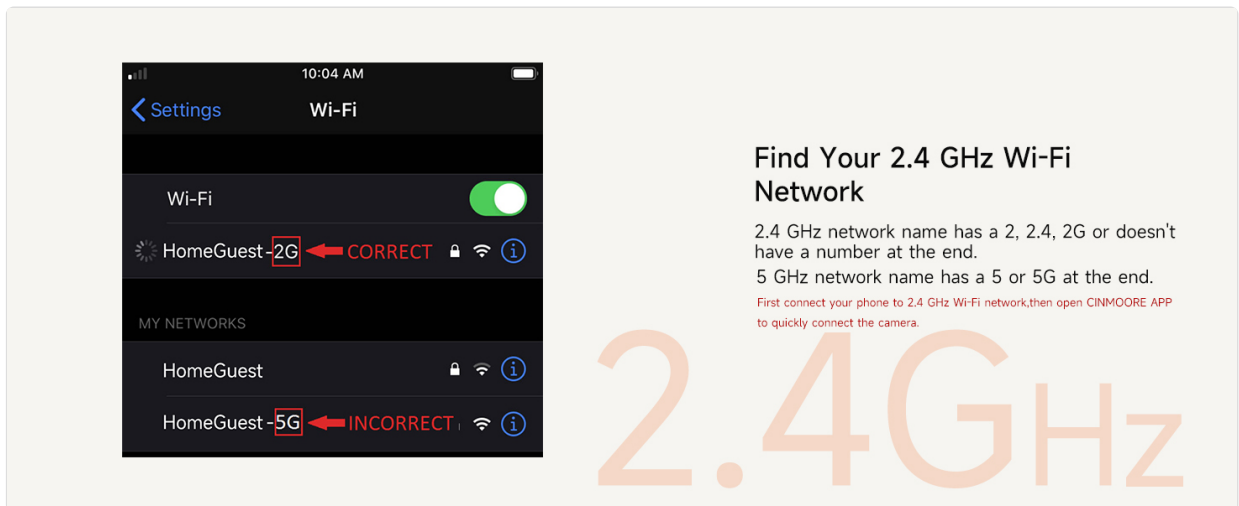 10:04 AM
Settings
Wi-Fi
Wi-Fi
HomeGuest-2G CORRECT
MY NETWORKS
HomeGuest
HomeGuest-5G INCORRECT
Find Your 2.4 GHz Wi-Fi
Network
2.4 GHz network name has a 2, 2.4, 2G or doesn't
have a number at the end.
5 GHz network name has a 5 or 5G at the end.
First connect your phone to 2.4 GHz Wi-Fi network,then open CINMOORE APP
to quickly connect the camera.
2.4GHz